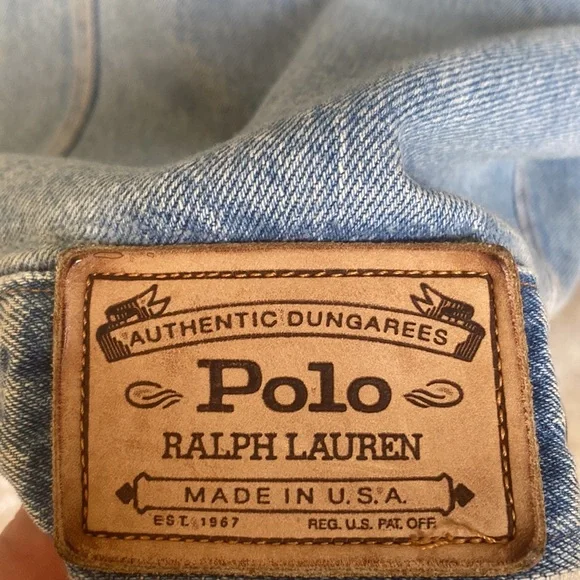 AUTHENTIC DUNGAREES
Polo
RALPH LAUREN
MADE IN U.S.A.
EST. 1967 REG. U.S. PAT. OFF.